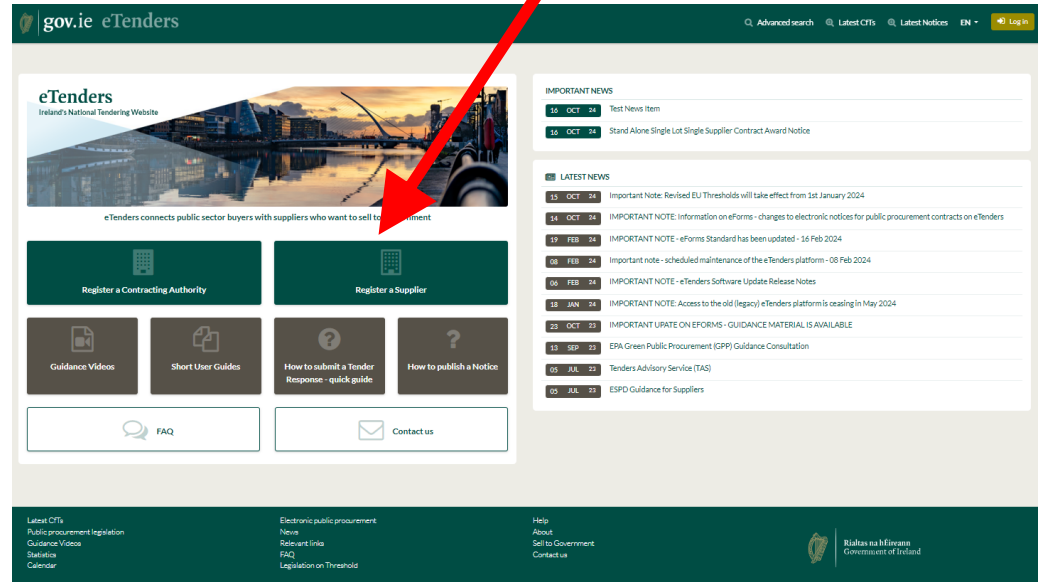 gov.ie eTenders
Advanced search
Latest CfTs
Latest Notices
EN
Log in
eTenders
Ireland's National Tendering Website
eTenders connects public sector buyers with suppliers who want to sell to
Register a Contracting Authority
Register a Supplier
Guidance Videos
Short User Guides
How to submit a Tender
Response - quick guide
How to publish a Notice
FAQ
Contact us
IMPORTANT NEWS
16 OCT 24 Test News Item
16 OCT 24 Stand Alone Single Lot Single Supplier Contract Award Notice
LATEST NEWS
15 OCT 24 Important Note: Revised EU Thresholds will take effect from 1st January 2024
14 OCT 24 IMPORTANT NOTE: Information on eForms - changes to electronic notices for public procurement contracts on eTenders
19 FEB 24 IMPORTANT NOTE - eForms Standard has been updated - 16 Feb 2024
08 FEB 24 Important note - scheduled maintenance of the eTenders platform - 08 Feb 2024
06 FEB 24 IMPORTANT NOTE - eTenders Software Update Release Notes
18 JAN 24 IMPORTANT NOTE: Access to the old (legacy) eTenders platform is ceasing in May 2024
23 OCT 23 IMPORTANT UPATE ON EFORMS - GUIDANCE MATERIAL IS AVAILABLE
13 SEP 23 EPA Green Public Procurement (GPP) Guidance Consultation
05 JUL 23 Tenders Advisory Service (TAS)
05 JUL 23 ESPD Guidance for Suppliers
Latest CfTs
Public procurement legislation
Guidance Videos
Statistics
Calendar
Electronic public procurement
News
Relevant links
FAQ
Legislation on Threshold
Help
About
Sell to Government
Contact us
Rialtas na hÉireann
Government of Ireland